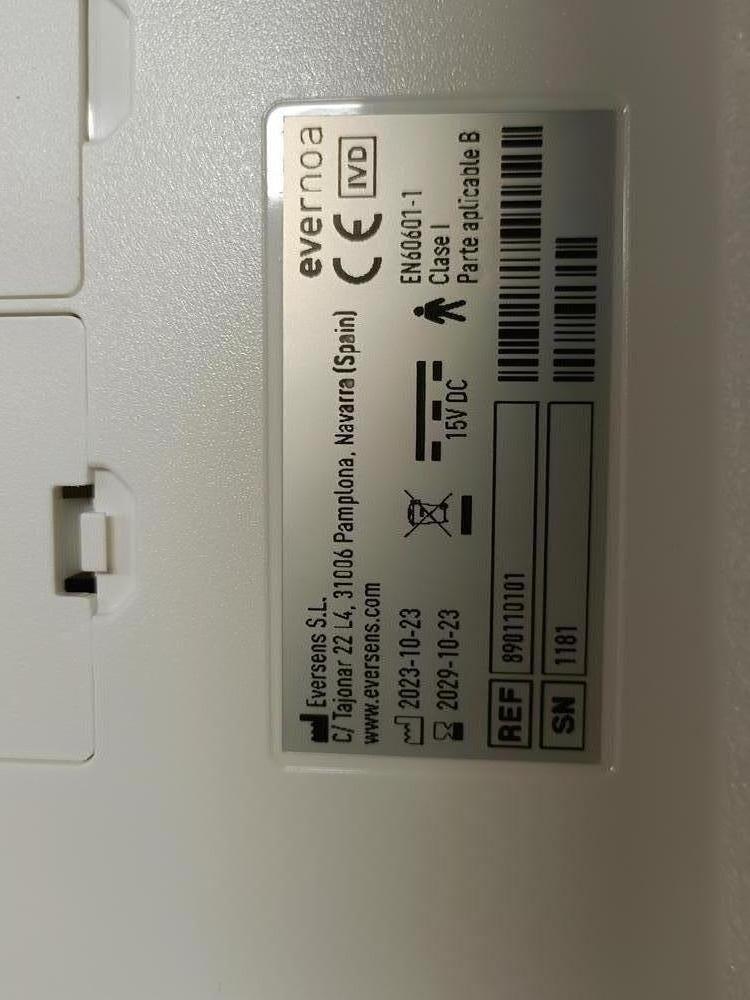 Eversens S.L.
C/ Tajonar 22 L4, 31006 Pamplona, Navarra (Spain)
www.eversens.com
evernoa
CE IVD
2023-10-23
2029-10-23
15V DC
EN60601-1
Clase I
Parte aplicable B
REF 890110101
SN 1181